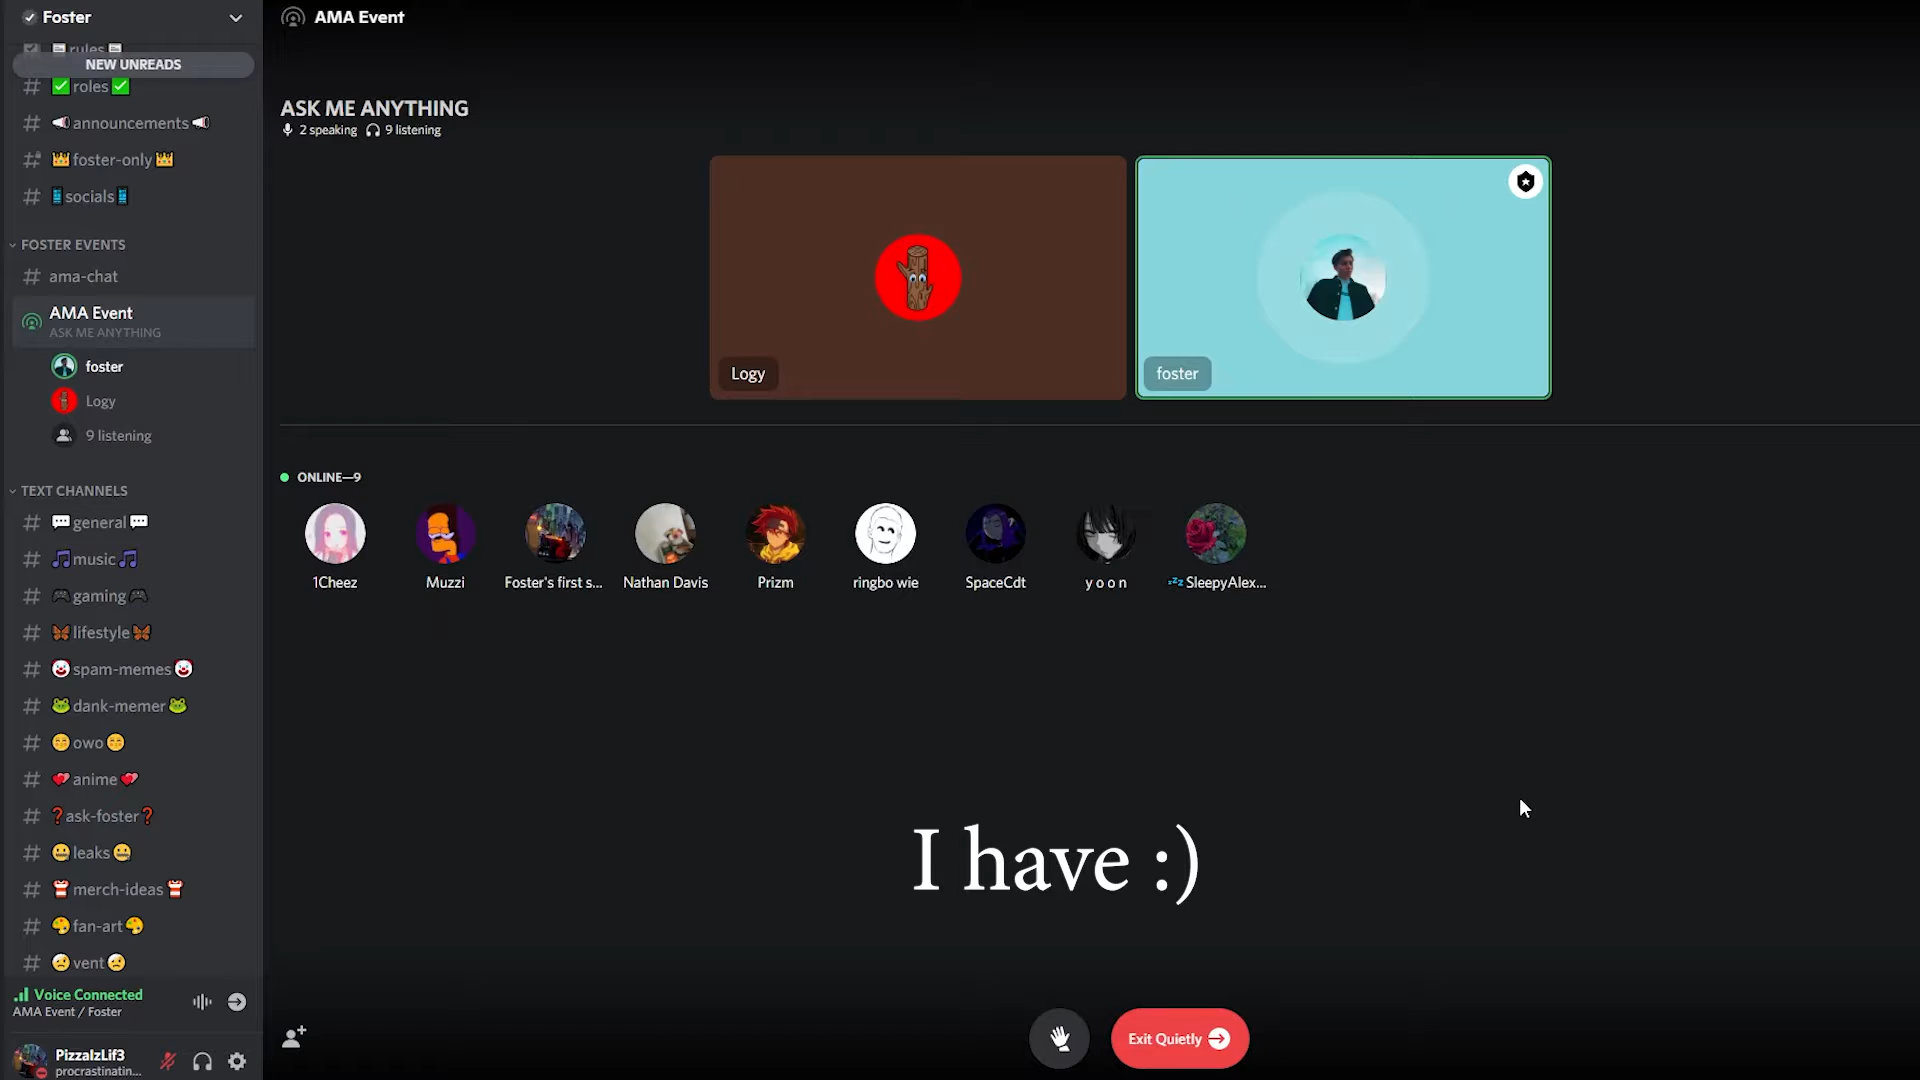 Foster
rules
NEW UNREADS
roles
announcements
foster-only
socials
FOSTER EVENTS
ama-chat
AMA Event
ASK ME ANYTHING
foster
Logy
9 listening
TEXT CHANNELS
general
music
gaming
lifestyle
spam-memes
dank-memer
owo
anime
❓ask-foster❓
leaks
merch-ideas
fan-art
vent
Voice Connected
AMA Event / Foster
PizzaIzLif3
procrastinatin...
AMA Event
ASK ME ANYTHING
2 speaking 9 listening
Logy
foster
ONLINE—9
1Cheez
Muzzi
Foster's first s...
Nathan Davis
Prizm
ringbo wie
SpaceCdt
y o o n
💤 SleepyAlex...
I have :)
Exit Quietly